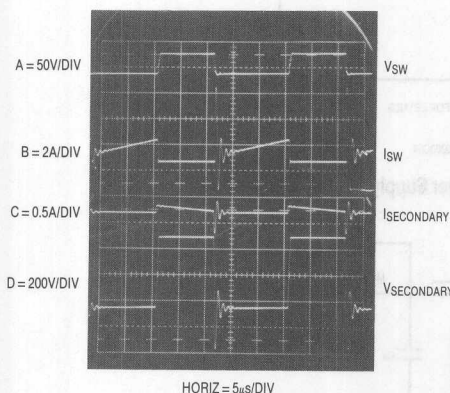 A = 50V/DIV
VSW
B = 2A/DIV
ISW
C = 0.5A/DIV
ISECONDARY
D = 200V/DIV
VSECONDARY
HORIZ = 5µs/DIV